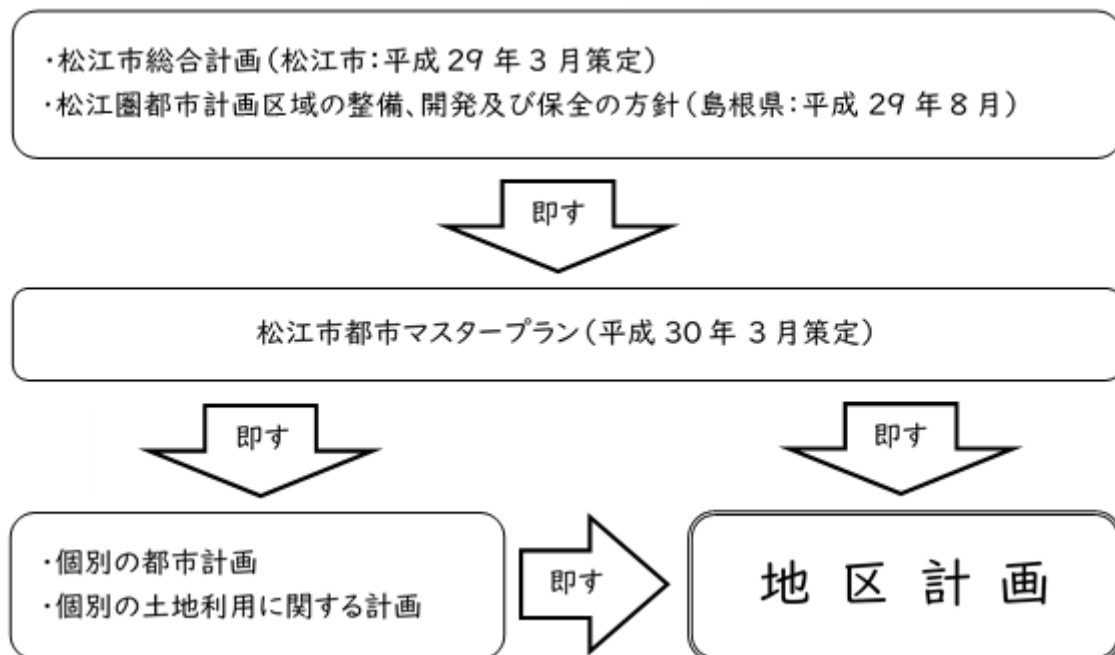 ・松江市総合計画(松江市:平成 29 年 3 月策定)
・松江圏都市計画区域の整備、開発及び保全の方針(島根県:平成 29 年 8 月)
即す
松江市都市マスタープラン(平成 30 年 3 月策定)
即す
即す
・個別の都市計画
・個別の土地利用に関する計画
即す
地 区 計 画